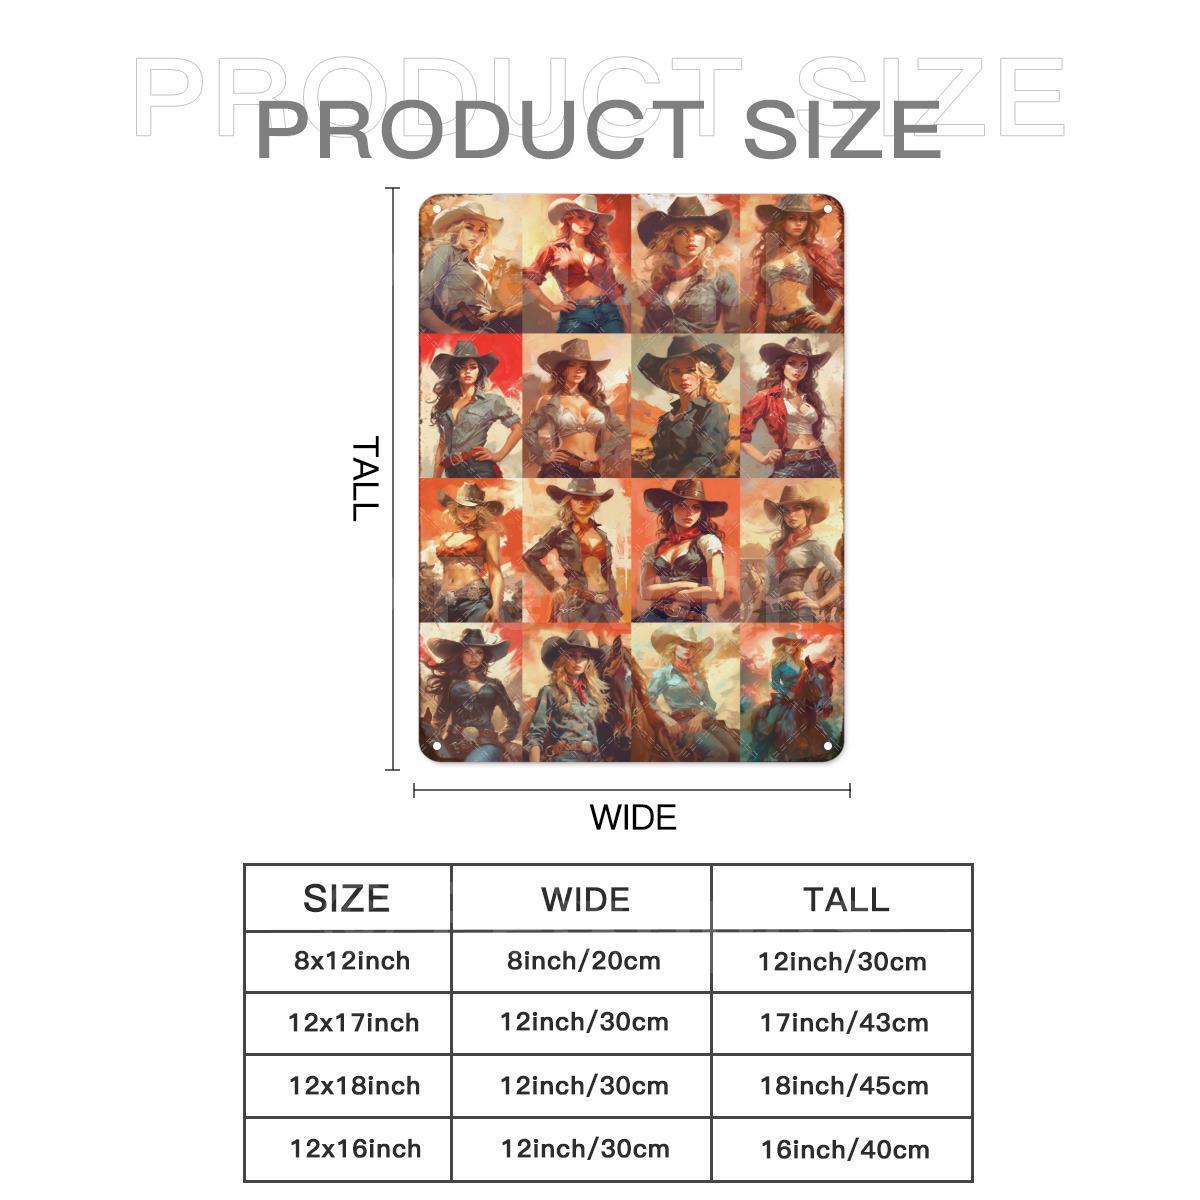 PRODUCT SIZE
PRODUCT SIZE
TALL
WIDE
SIZE WIDE TALL
8x12inch 8inch/20cm 12inch/30cm
12x17inch 12inch/30cm 17inch/43cm
12x18inch 12inch/30cm 18inch/45cm
12x16inch 12inch/30cm 16inch/40cm